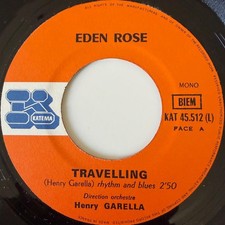 EDEN ROSE
MONO
BIEM
KAT 45.512 (L)
FACE A
KATEMA
TRAVELLING
(Henry Garella) rhythm and blues 2'50
Direction orchestre
Henry GARELLA